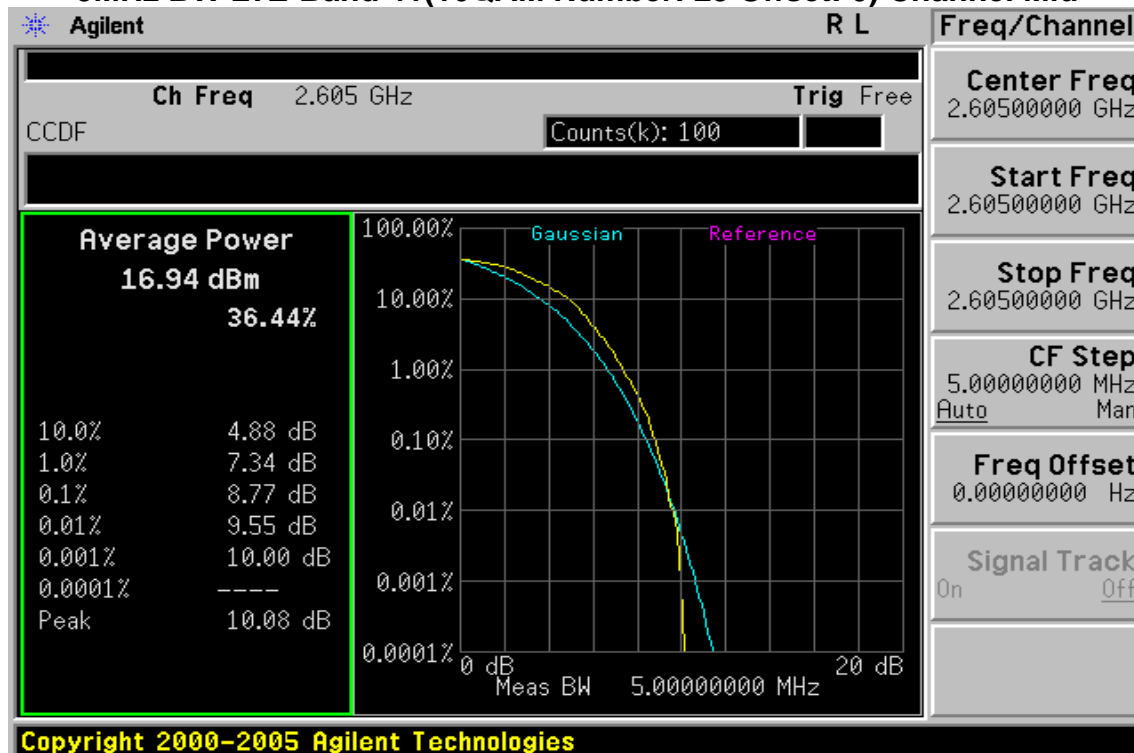 Agilent R L Freq/Channel
Ch Freq 2.605 GHz Trig Free
CCDF Counts(k): 100
Center Freq
2.60500000 GHz
Start Freq
2.60500000 GHz
Stop Freq
2.60500000 GHz
CF Step
5.00000000 MHz
Auto Man
Freq Offset
0.00000000 Hz
Signal Track
On Off
Average Power
16.94 dBm
36.44%
10.0% 4.88 dB
1.0% 7.34 dB
0.1% 8.77 dB
0.01% 9.55 dB
0.001% 10.00 dB
0.0001% ----
Peak 10.08 dB
Gaussian Reference
100.00%
10.00%
1.00%
0.10%
0.01%
0.001%
0.0001%
0 dB 20 dB
Meas BW 5.00000000 MHz
Copyright 2000-2005 Agilent Technologies